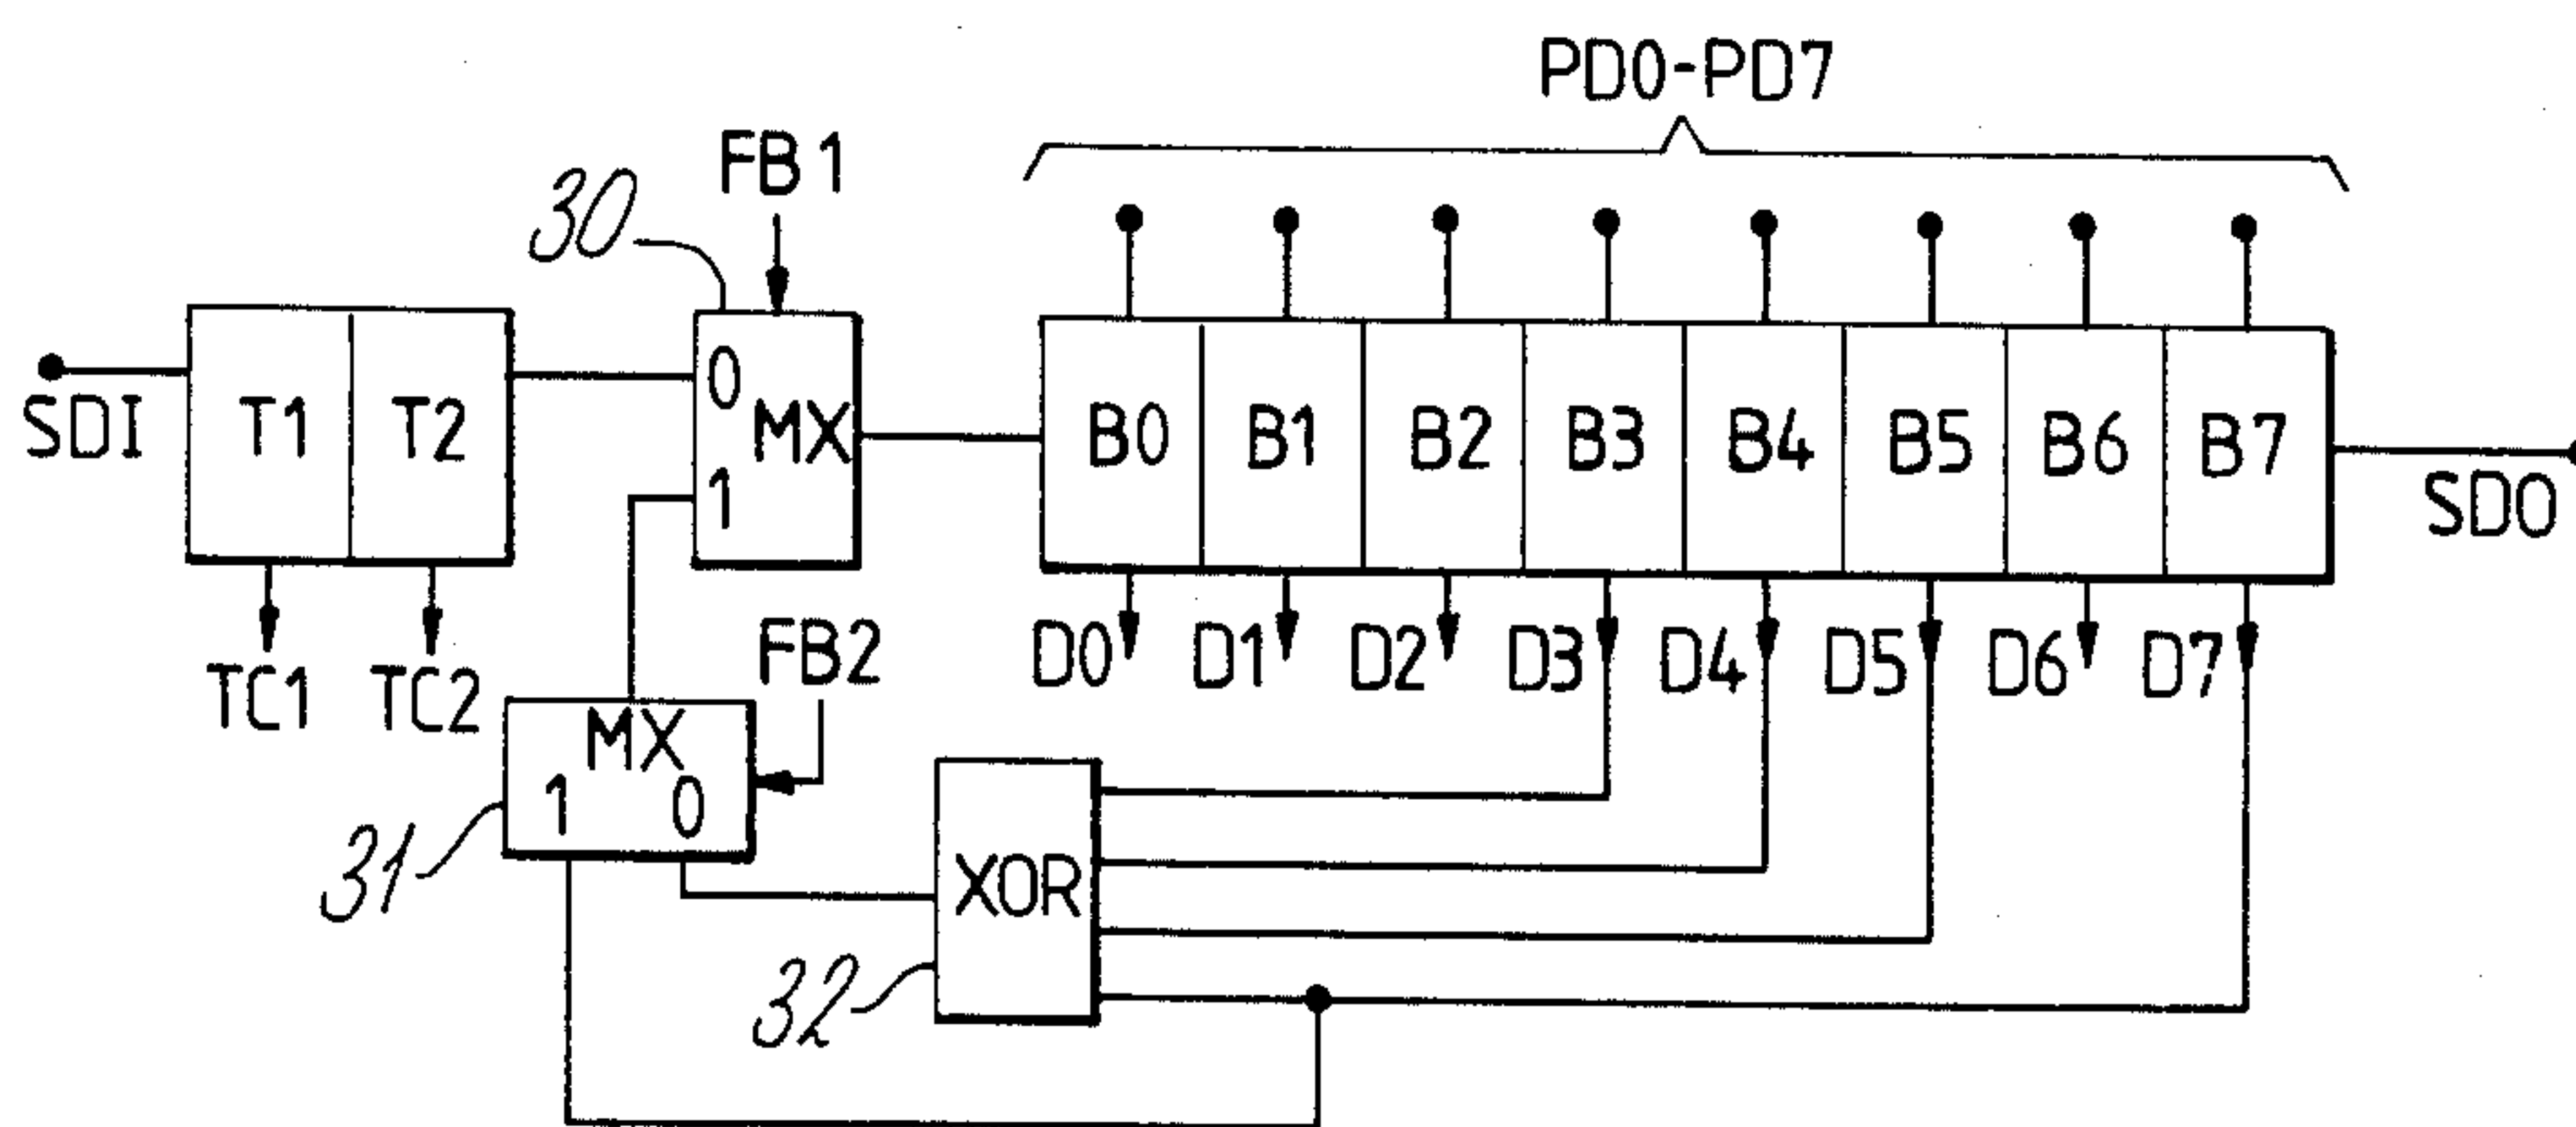 PD0-PD7
FB1
30
SDI
T1 T2
0
1
MX
B0 B1 B2 B3 B4 B5 B6 B7
SDO
TC1 TC2
D0 D1 D2 D3 D4 D5 D6 D7
FB2
MX
1 0
31
XOR
32